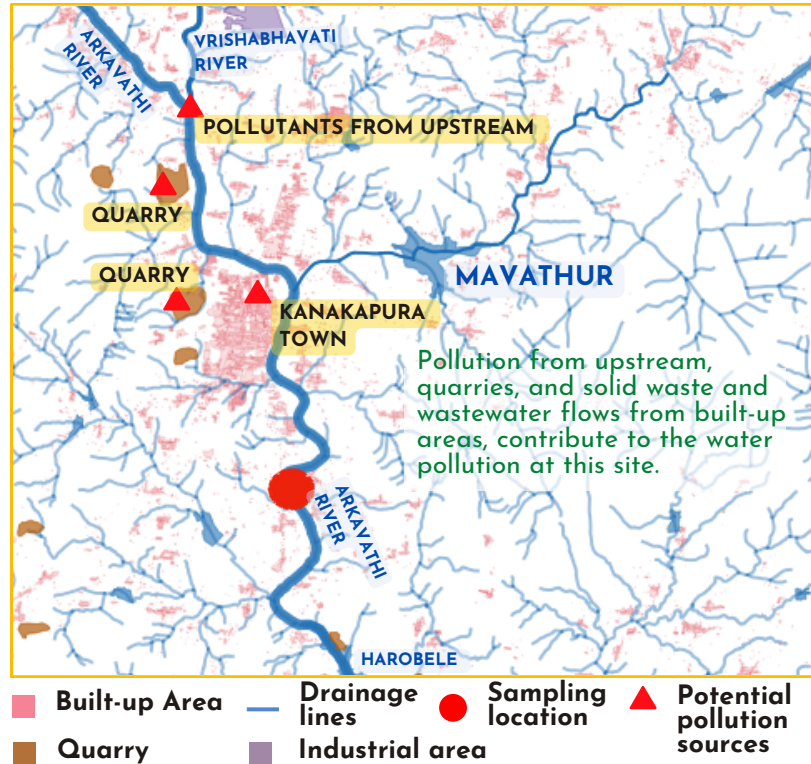 VRISHABHAVATI
RIVER
ARKAVATHI
RIVER
POLLUTANTS FROM UPSTREAM
QUARRY
QUARRY
MAVATHUR
KANAKAPURA
TOWN
Pollution from upstream,
quarries, and solid waste and
wastewater flows from built-up
areas, contribute to the water
pollution at this site.
ARKAVATHI
RIVER
HAROBELE
Built-up Area
Drainage
lines
Sampling
location
Potential
pollution
sources
Quarry
Industrial area